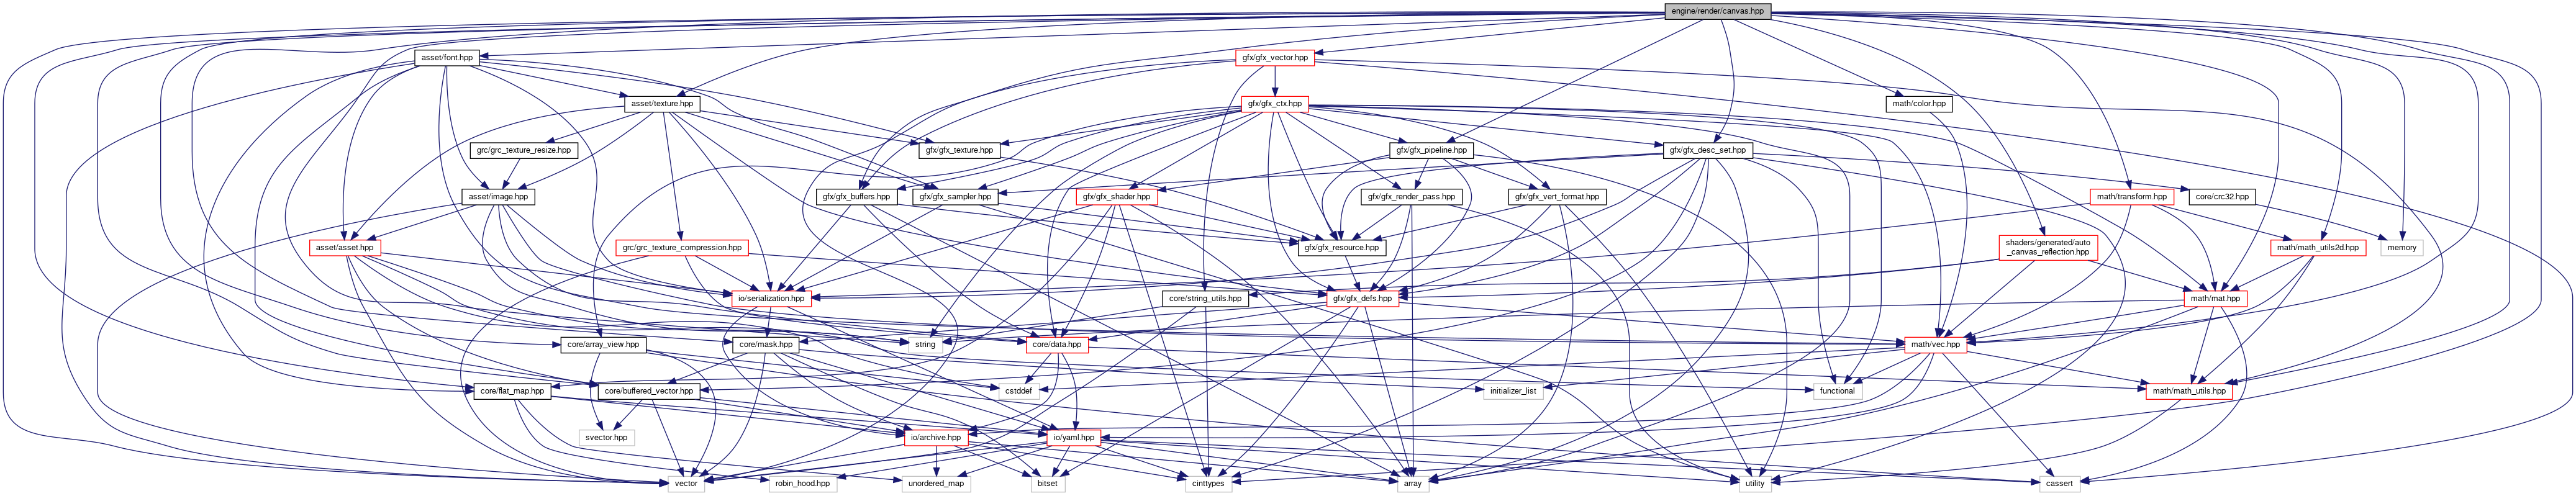 engine/render/canvas.hpp
asset/font.hpp
gfx/gfx_vector.hpp
asset/texture.hpp
gfx/gfx_ctx.hpp
math/color.hpp
grc/grc_texture_resize.hpp
gfx/gfx_texture.hpp
gfx/gfx_pipeline.hpp
gfx/gfx_desc_set.hpp
asset/image.hpp
gfx/gfx_buffers.hpp
gfx/gfx_sampler.hpp
gfx/gfx_shader.hpp
gfx/gfx_render_pass.hpp
gfx/gfx_vert_format.hpp
math/transform.hpp
core/crc32.hpp
asset/asset.hpp
grc/grc_texture_compression.hpp
gfx/gfx_resource.hpp
shaders/generated/auto
_canvas_reflection.hpp
math/math_utils2d.hpp
memory
io/serialization.hpp
core/string_utils.hpp
gfx/gfx_defs.hpp
math/mat.hpp
core/array_view.hpp
core/mask.hpp
string
core/data.hpp
math/vec.hpp
core/flat_map.hpp
core/buffered_vector.hpp
cstddef
initializer_list
functional
math/math_utils.hpp
svector.hpp
io/archive.hpp
io/yaml.hpp
vector
robin_hood.hpp
unordered_map
bitset
cinttypes
array
utility
cassert